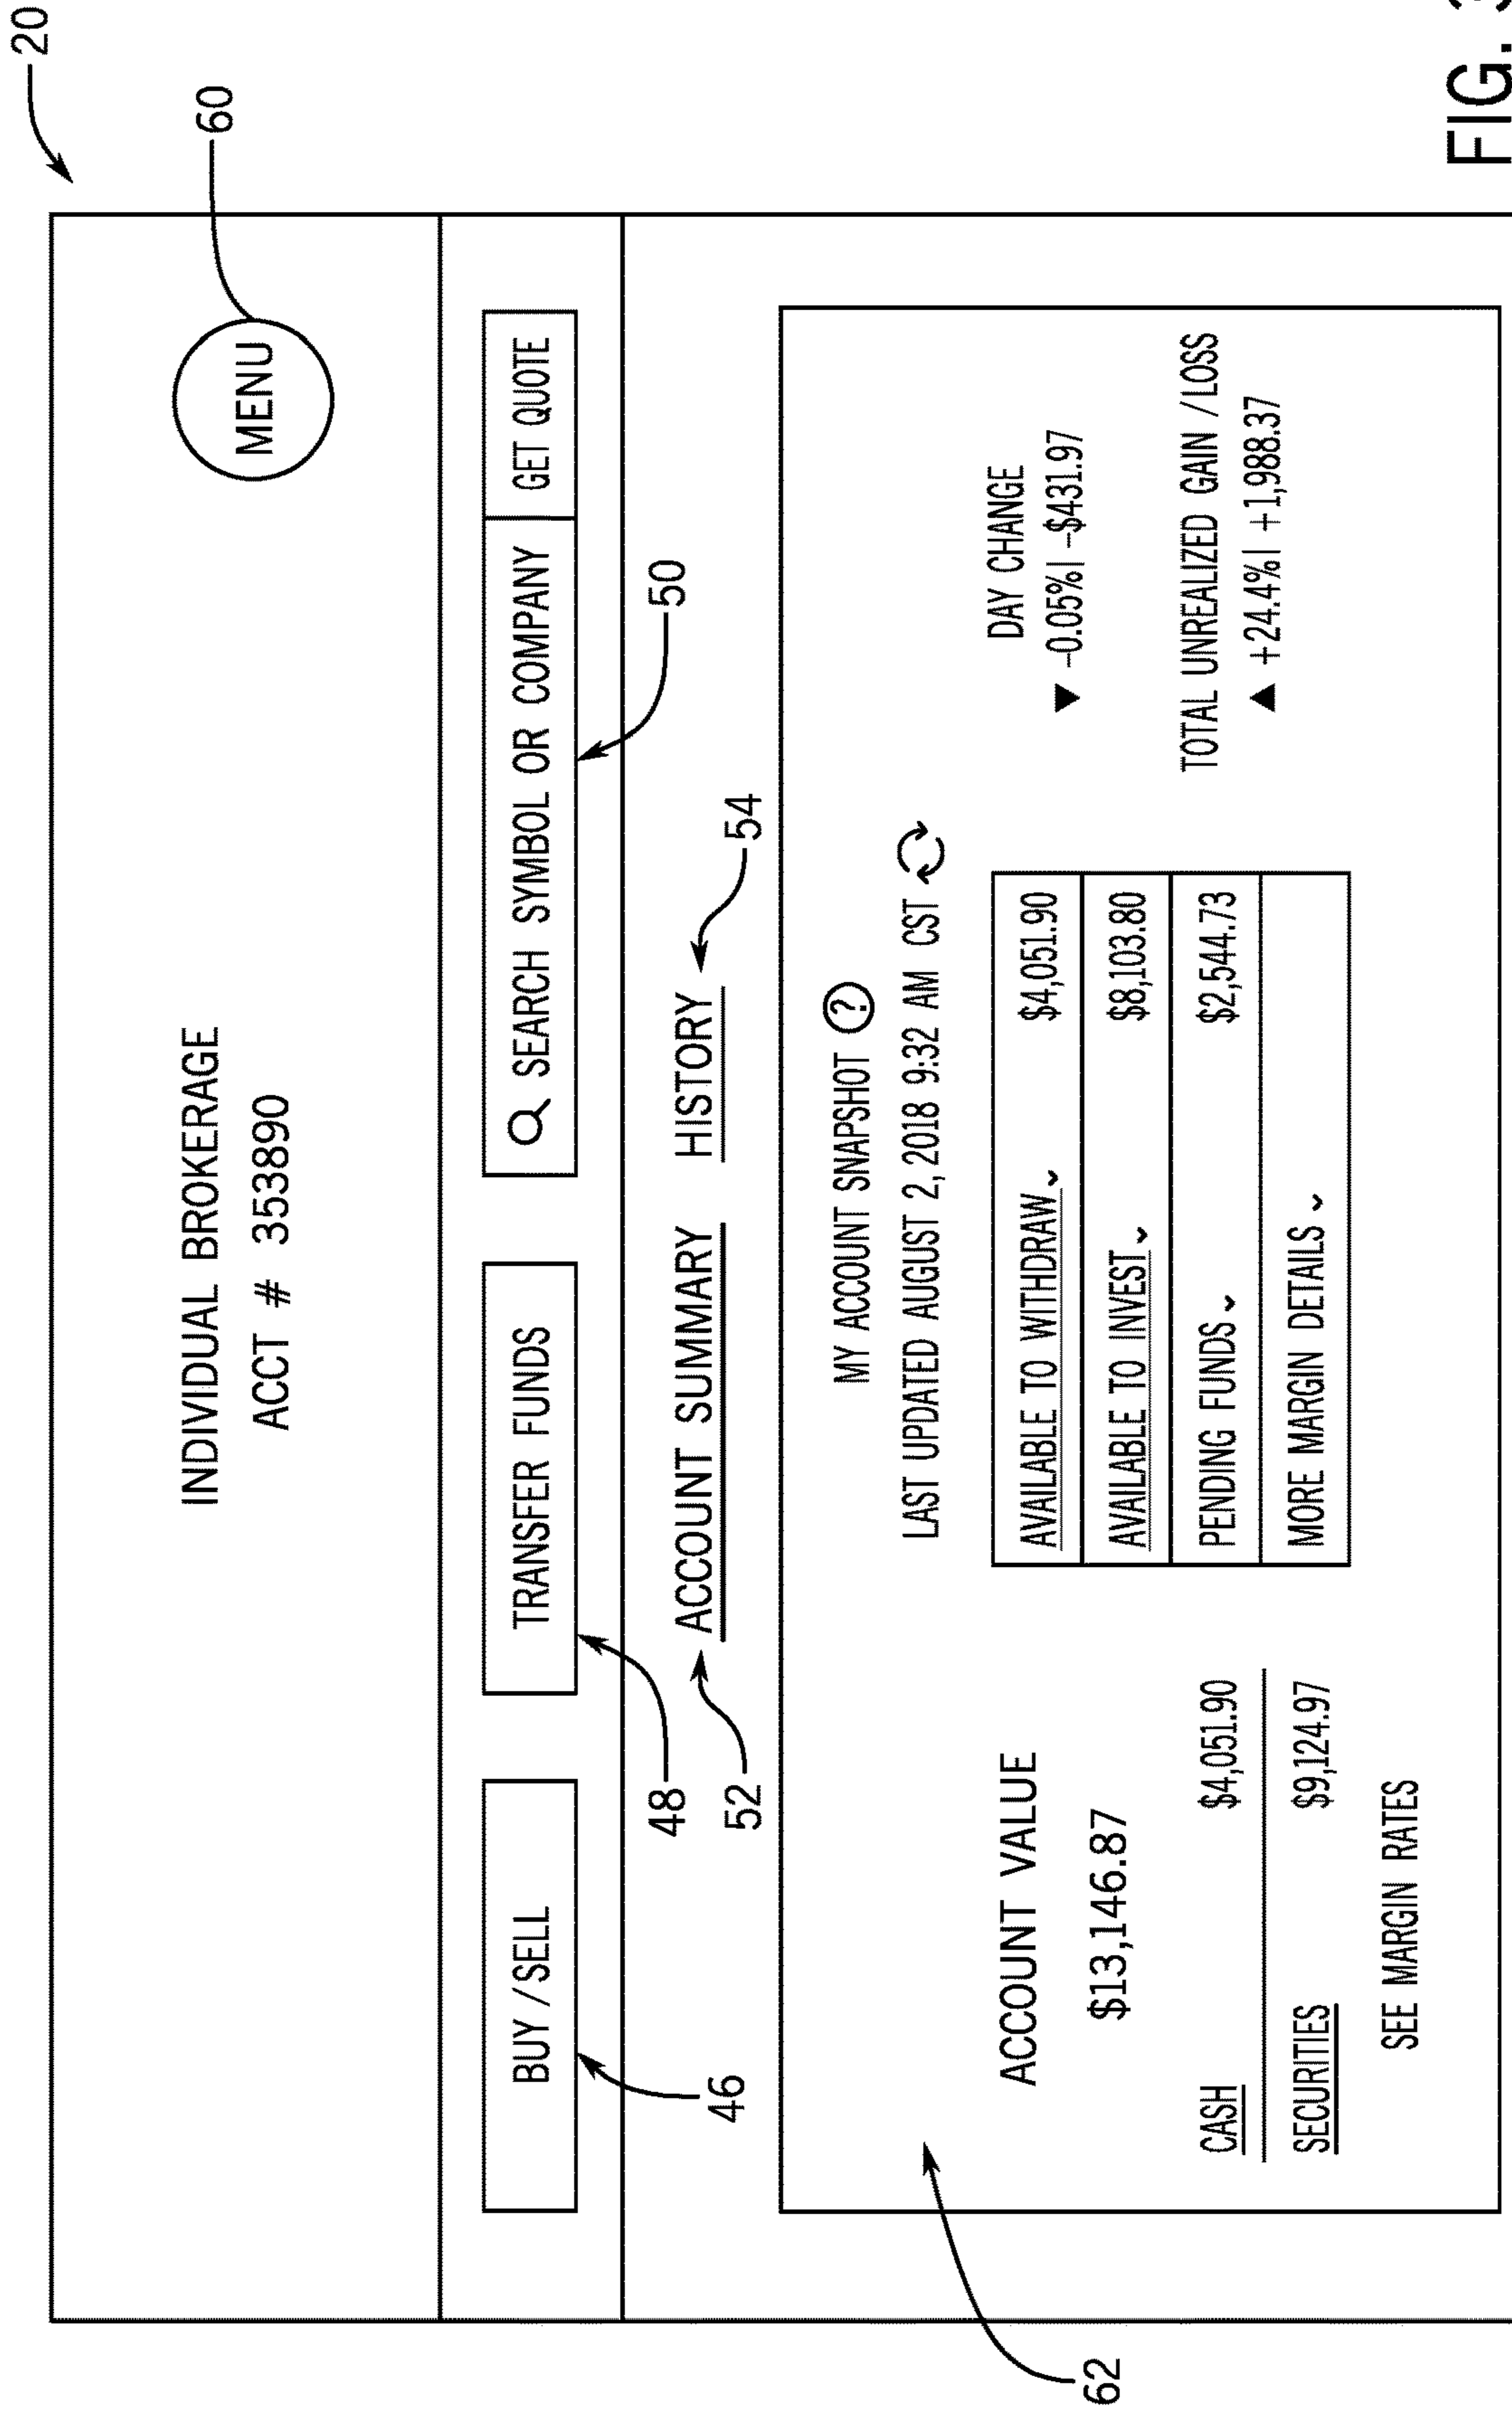 20
60
INDIVIDUAL BROKERAGE
ACCT # 353890
MENU
BUY / SELL
TRANSFER FUNDS
SEARCH SYMBOL OR COMPANY
GET QUOTE
46
48
50
52
ACCOUNT SUMMARY
HISTORY
54
62
MY ACCOUNT SNAPSHOT ?
LAST UPDATED AUGUST 2, 2018 9:32 AM CST
ACCOUNT VALUE
$13,146.87
CASH $4,051.90
SECURITIES $9,124.97
SEE MARGIN RATES
AVAILABLE TO WITHDRAW $4,051.90
AVAILABLE TO INVEST $8,103.80
PENDING FUNDS $2,544.73
MORE MARGIN DETAILS
DAY CHANGE
▼ -0.05%| -$431.97
TOTAL UNREALIZED GAIN /LOSS
▲ +24.4%| +1,988.37
FIG.